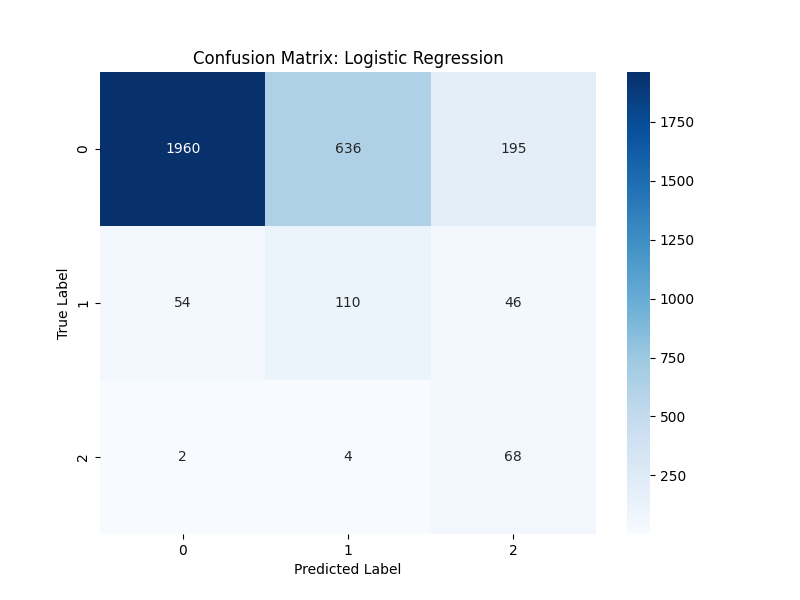 Confusion Matrix: Logistic Regression
0
1960 636 195
1
54 110 46
2
2 4 68
0 1 2
True Label
Predicted Label
1750
1500
1250
1000
750
500
250